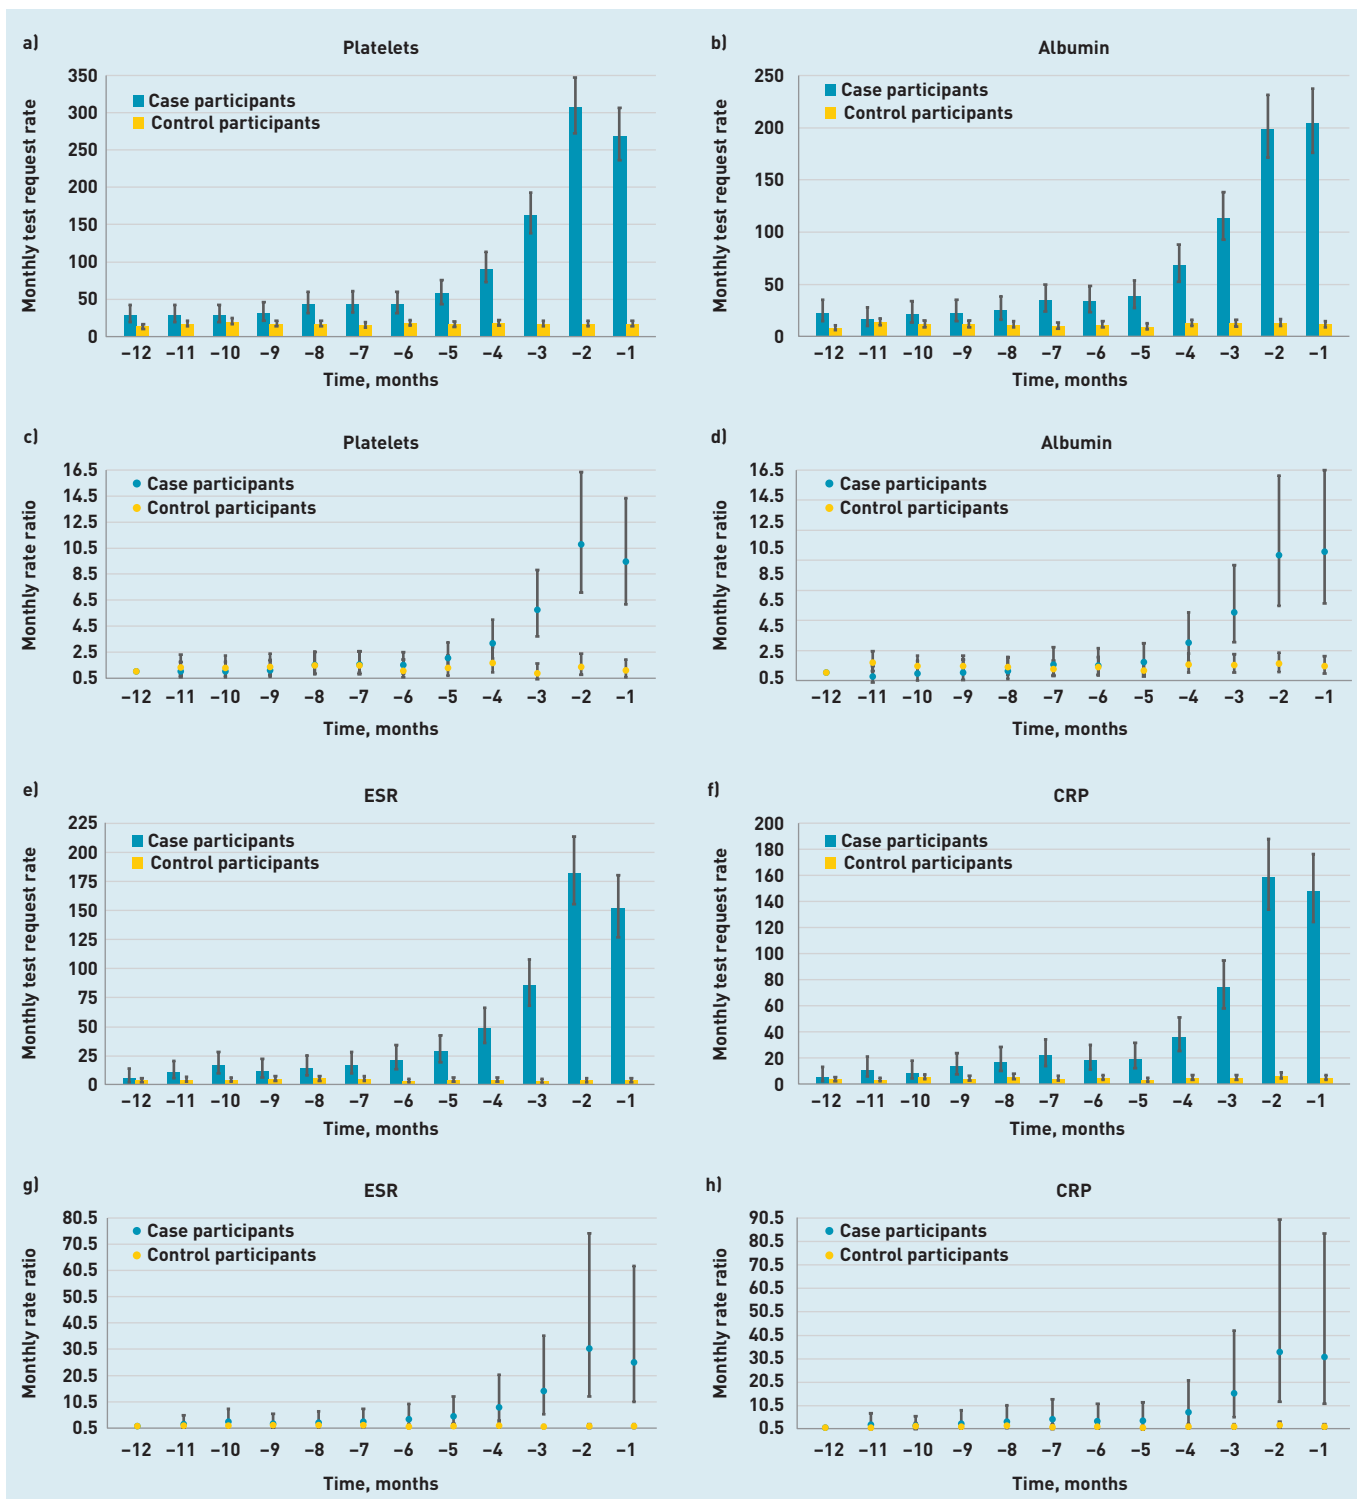 a)
Platelets
350
300
250
200
150
100
50
0
Monthly test request rate
Case participants
Control participants
−12 −11 −10 −9 −8 −7 −6 −5 −4 −3 −2 −1
Time, months
b)
Albumin
250
200
150
100
50
0
Monthly test request rate
Case participants
Control participants
−12 −11 −10 −9 −8 −7 −6 −5 −4 −3 −2 −1
Time, months
c)
Platelets
16.5
14.5
12.5
10.5
8.5
6.5
4.5
2.5
0.5
Monthly rate ratio
Case participants
Control participants
−12 −11 −10 −9 −8 −7 −6 −5 −4 −3 −2 −1
Time, months
d)
Albumin
16.5
14.5
12.5
10.5
8.5
6.5
4.5
2.5
0.5
Monthly rate ratio
Case participants
Control participants
−12 −11 −10 −9 −8 −7 −6 −5 −4 −3 −2 −1
Time, months
e)
ESR
225
200
175
150
125
100
75
50
25
0
Monthly test request rate
Case participants
Control participants
−12 −11 −10 −9 −8 −7 −6 −5 −4 −3 −2 −1
Time, months
f)
CRP
200
180
160
140
120
100
80
60
40
20
0
Monthly test request rate
Case participants
Control participants
−12 −11 −10 −9 −8 −7 −6 −5 −4 −3 −2 −1
Time, months
g)
ESR
80.5
70.5
60.5
50.5
40.5
30.5
20.5
10.5
0.5
Monthly rate ratio
Case participants
Control participants
−12 −11 −10 −9 −8 −7 −6 −5 −4 −3 −2 −1
Time, months
h)
CRP
90.5
80.5
70.5
60.5
50.5
40.5
30.5
20.5
10.5
0.5
Monthly rate ratio
Case participants
Control participants
−12 −11 −10 −9 −8 −7 −6 −5 −4 −3 −2 −1
Time, months